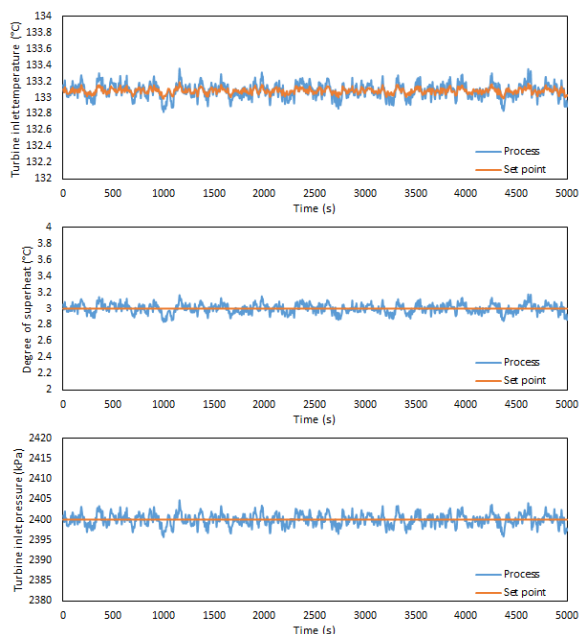 134
133.8
133.6
133.4
133.2
133
132.8
132.6
132.4
132.2
132
Turbine inlet temperature (°C)
Process
Set point
0 500 1000 1500 2000 2500 3000 3500 4000 4500 5000
Time (s)
4
3.8
3.6
3.4
3.2
3
2.8
2.6
2.4
2.2
2
Degree of superheat (°C)
Process
Set point
0 500 1000 1500 2000 2500 3000 3500 4000 4500 5000
Time (s)
2420
2415
2410
2405
2400
2395
2390
2385
2380
Turbine inlet pressure (kPa)
Process
Set point
0 500 1000 1500 2000 2500 3000 3500 4000 4500 5000
Time (s)